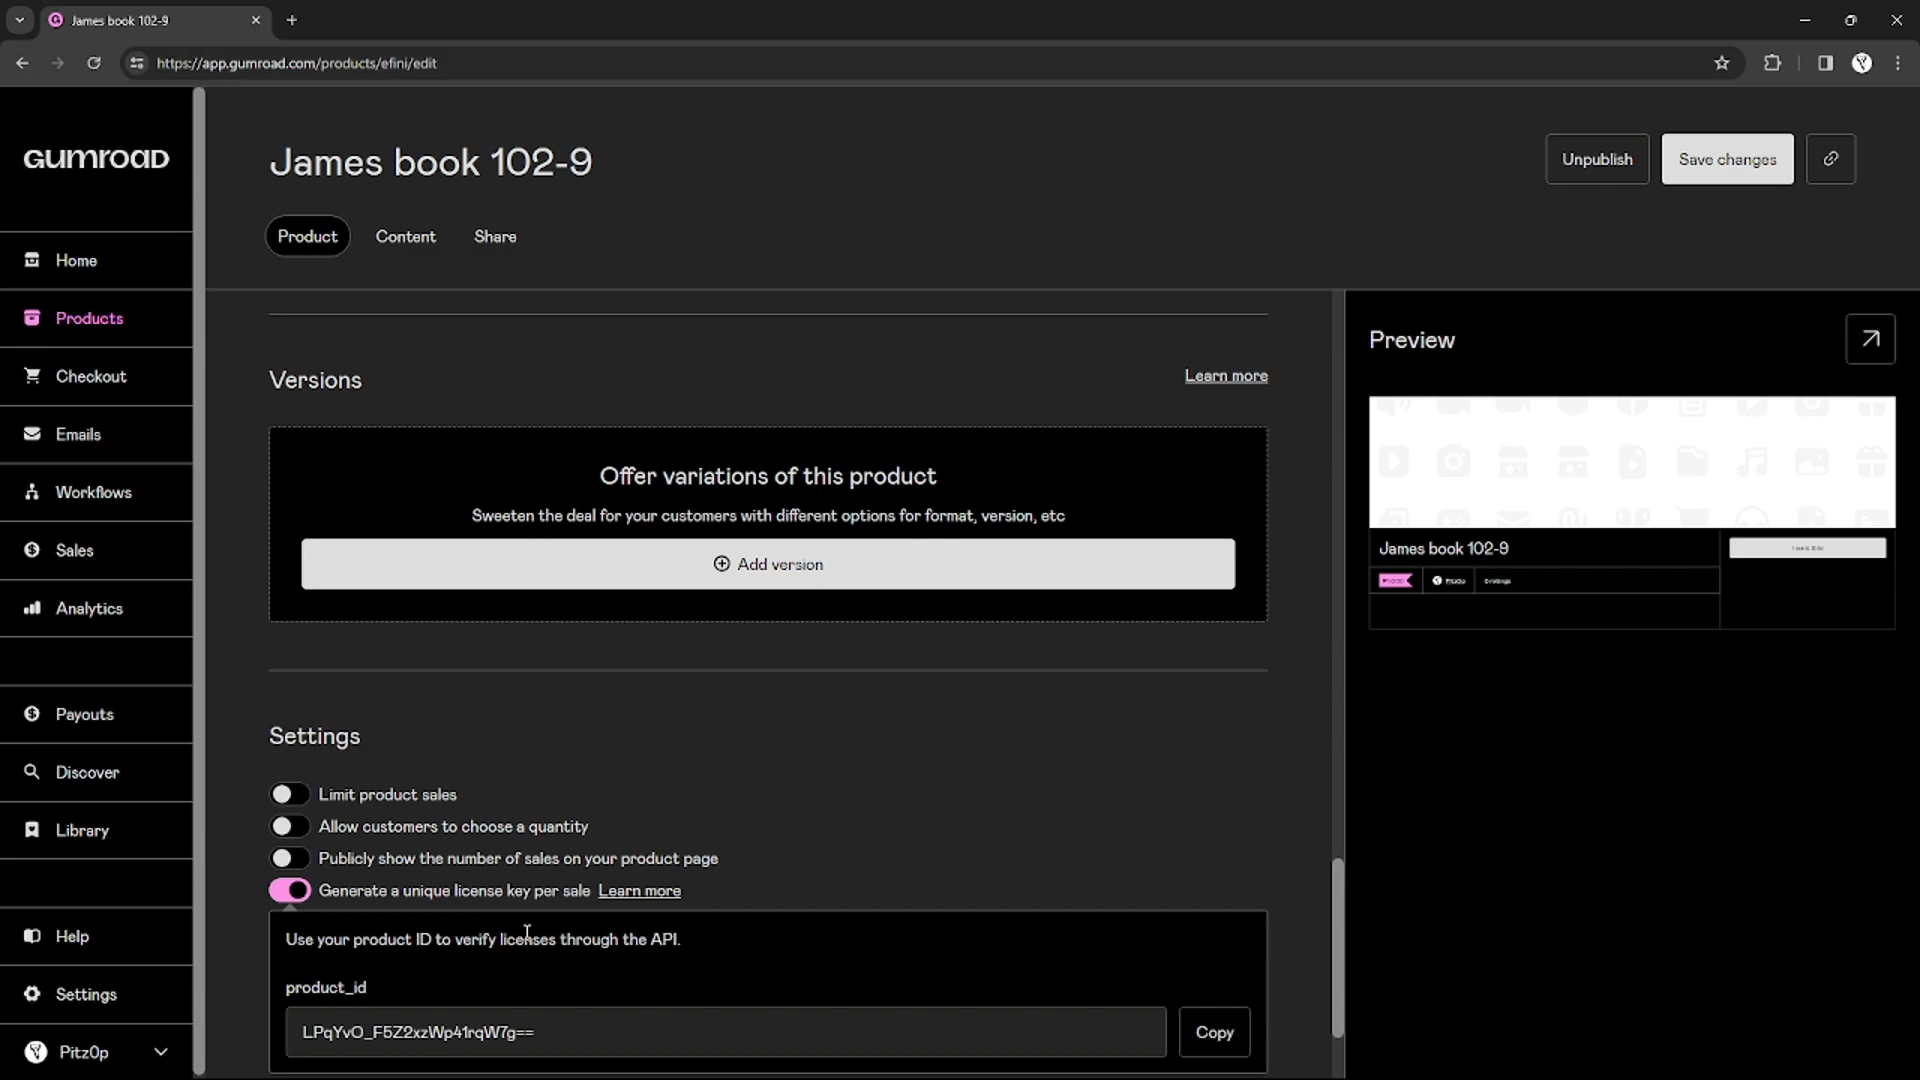 James book 102-9
https://app.gumroad.com/products/efini/edit
GUMROAD
Home
Products
Checkout
Emails
Workflows
Sales
Analytics
Payouts
Discover
Library
Help
Settings
PitzOp
James book 102-9
Unpublish
Save changes
Product
Content
Share
Versions
Learn more
Offer variations of this product
Sweeten the deal for your customers with different options for format, version, etc
Add version
Settings
Limit product sales
Allow customers to choose a quantity
Publicly show the number of sales on your product page
Generate a unique license key per sale Learn more
Use your product ID to verify licenses through the API.
product_id
LPqYvO_F5Z2xzWp41rqW7g==
Copy
Preview
James book 102-9